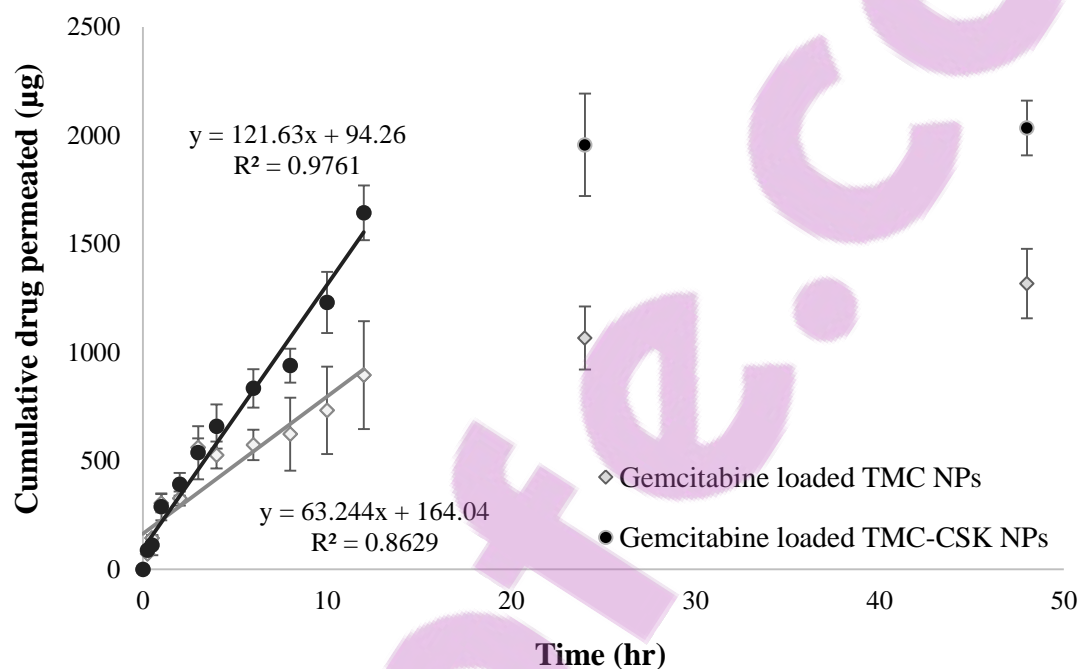 Cumulative drug permeated (µg)
2500
2000
1500
1000
500
0
y = 121.63x + 94.26
R² = 0.9761
y = 63.244x + 164.04
R² = 0.8629
Gemcitabine loaded TMC NPs
Gemcitabine loaded TMC-CSK NPs
0 10 20 30 40 50
Time (hr)